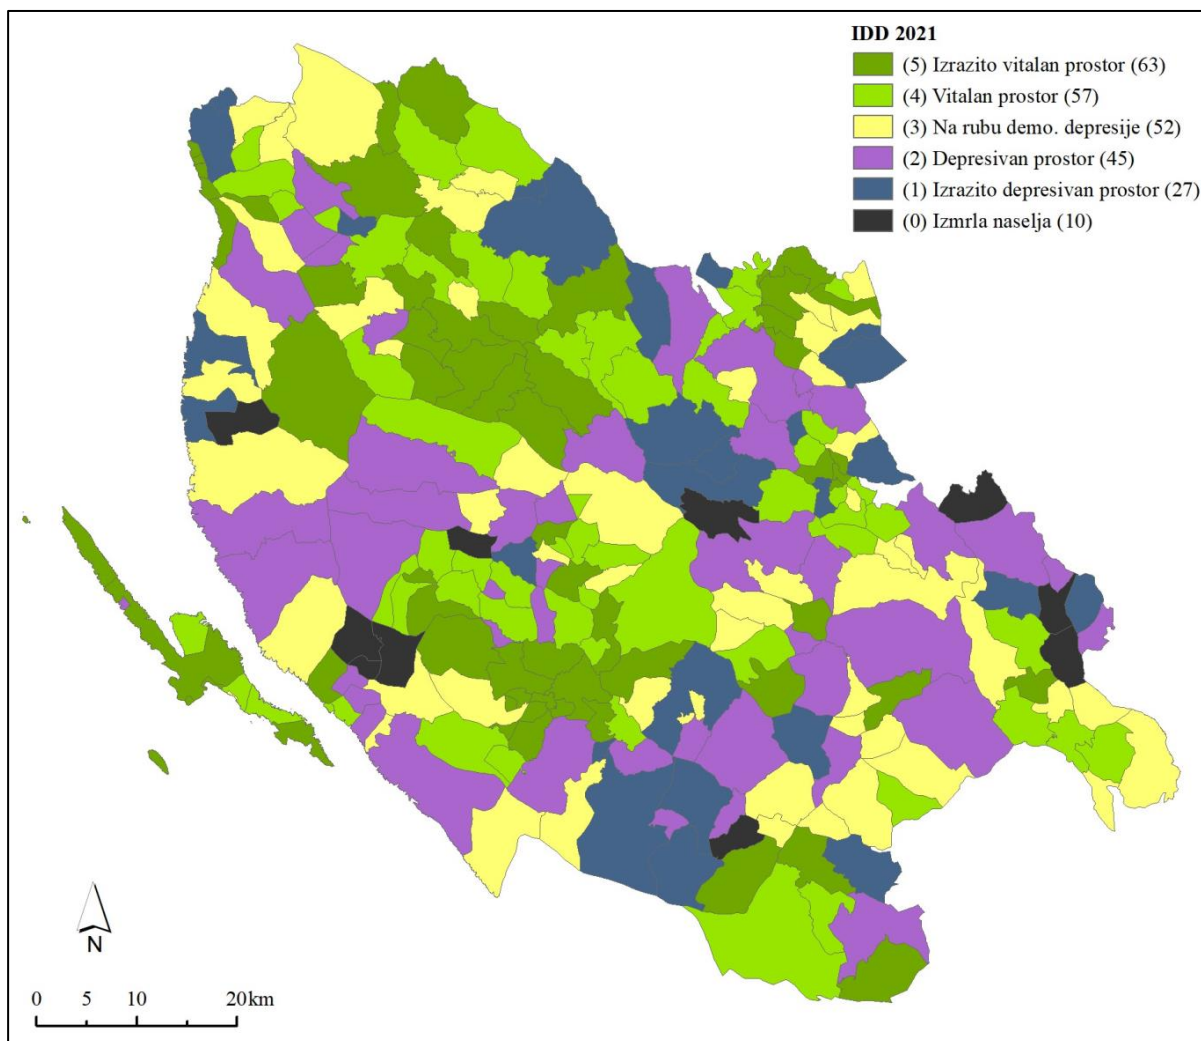 IDD 2021
(5) Izrazito vitalan prostor (63)
(4) Vitalan prostor (57)
(3) Na rubu demo. depresije (52)
(2) Depresivan prostor (45)
(1) Izrazito depresivan prostor (27)
(0) Izmrla naselja (10)
N
0 5 10 20km